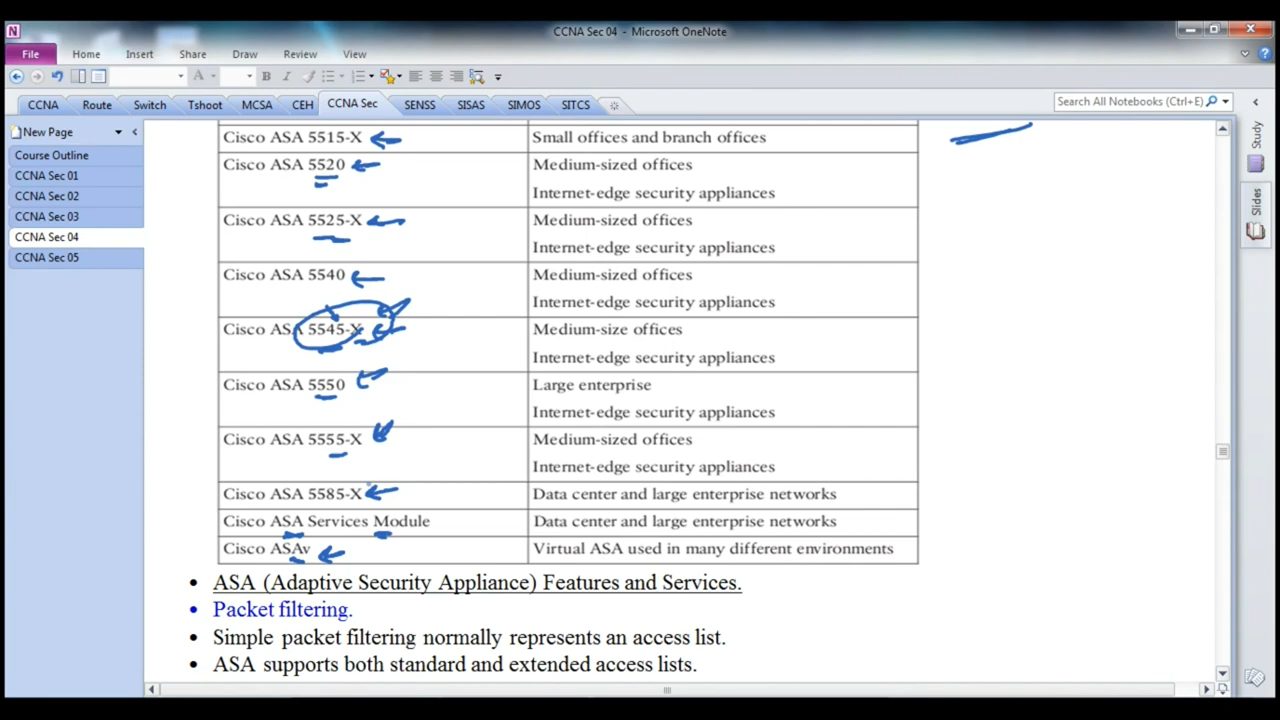 CCNA Sec 04 - Microsoft OneNote
File Home Insert Share Draw Review View
CCNA Route Switch Tshoot MCSA CEH CCNA Sec SENSS SISAS SIMOS SITCS
Search All Notebooks (Ctrl+E)
New Page
Course Outline
CCNA Sec 01
CCNA Sec 02
CCNA Sec 03
CCNA Sec 04
CCNA Sec 05
Cisco ASA 5515-X Small offices and branch offices
Cisco ASA 5520 Medium-sized offices
Internet-edge security appliances
Cisco ASA 5525-X Medium-sized offices
Internet-edge security appliances
Cisco ASA 5540 Medium-sized offices
Internet-edge security appliances
Cisco ASA 5545-X Medium-size offices
Internet-edge security appliances
Cisco ASA 5550 Large enterprise
Internet-edge security appliances
Cisco ASA 5555-X Medium-sized offices
Internet-edge security appliances
Cisco ASA 5585-X Data center and large enterprise networks
Cisco ASA Services Module Data center and large enterprise networks
Cisco ASAv Virtual ASA used in many different environments
• ASA (Adaptive Security Appliance) Features and Services.
• Packet filtering.
• Simple packet filtering normally represents an access list.
• ASA supports both standard and extended access lists.
Study
Slides